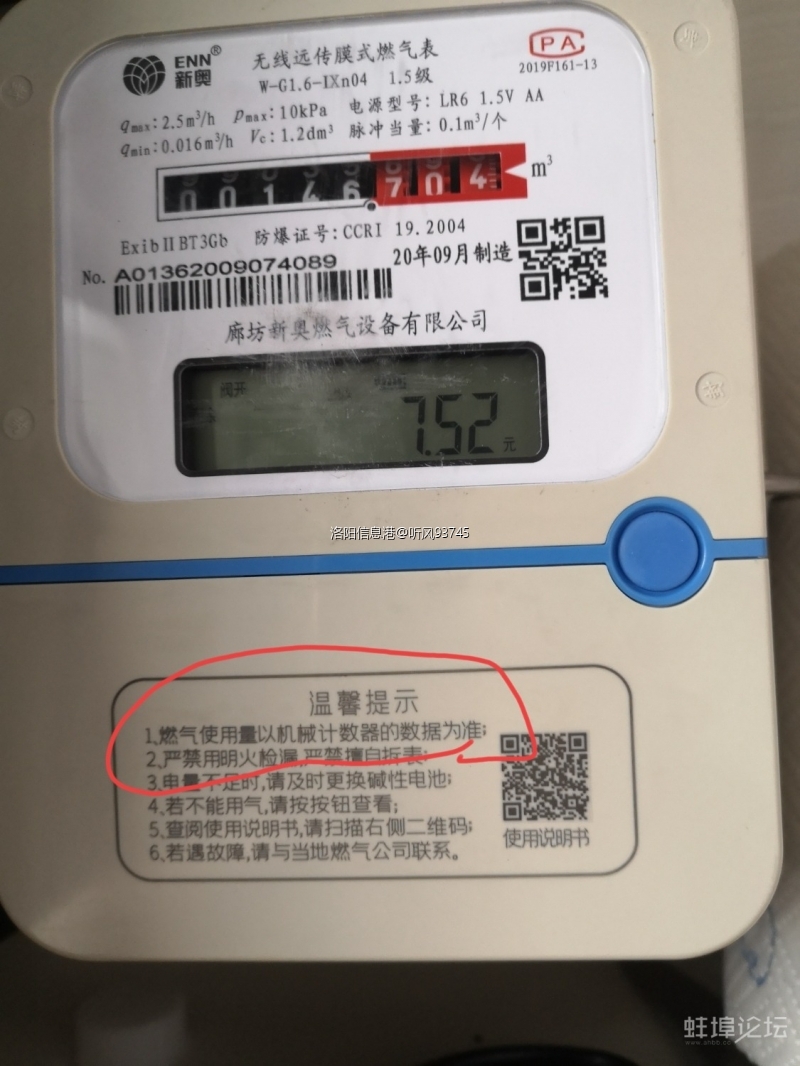 ENN®
新奥
无线远传膜式燃气表
W-G1.6-IXn04 1.5级
CPA
2019F161-13
qmax:2.5m³/h pmax:10kPa 电源型号: LR6 1.5V AA
qmin:0.016m³/h Vc:1.2dm³ 脉冲当量: 0.1m³/个
00146704 m³
ExibⅡBT3Gb 防爆证号:CCRI 19.2004
No. A01362009074089 20年09月制造
廊坊新奥燃气设备有限公司
阀开
7.52 元
洛阳信息港@听风93745
温馨提示
1、燃气使用量以机械计数器的数据为准;
2、严禁用明火检漏,严禁擅自拆表;
3、电量不足时,请及时更换碱性电池;
4、若不能用气,请按按钮查看;
5、查阅使用说明书,请扫描右侧二维码;
6、若遇故障,请与当地燃气公司联系。
使用说明书
蚌埠论坛